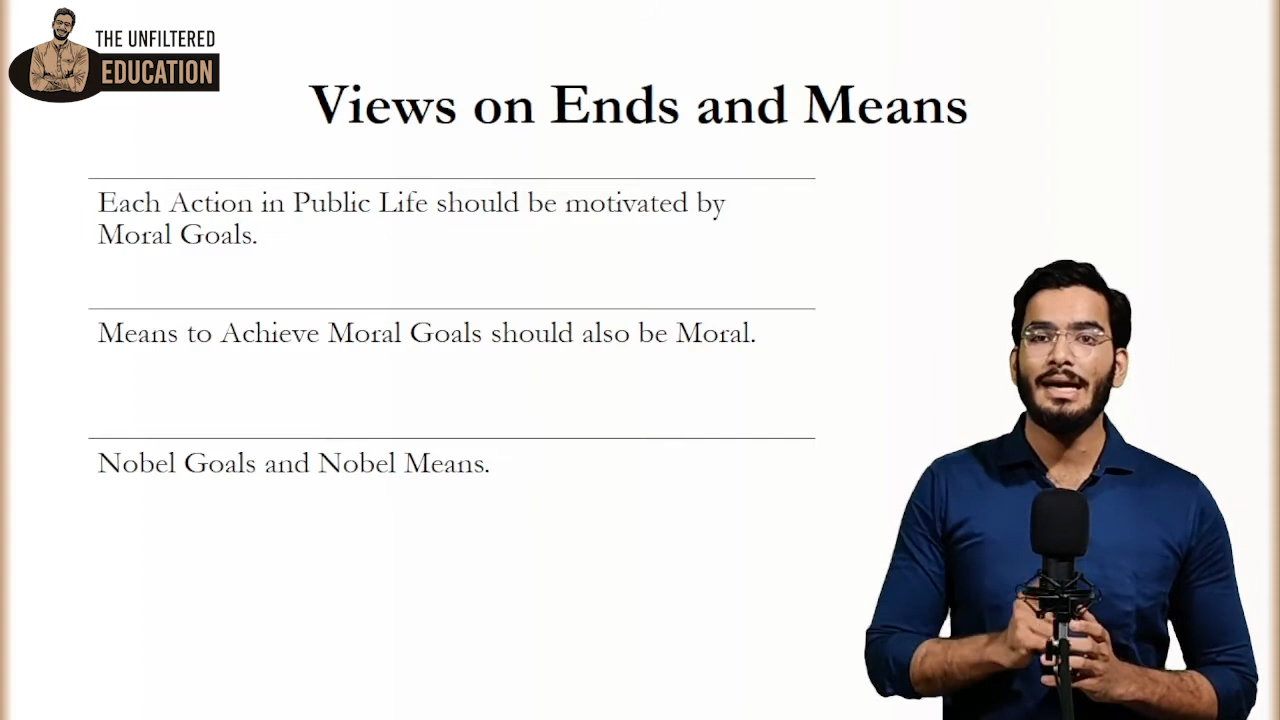 THE UNFILTERED
EDUCATION
Views on Ends and Means
Each Action in Public Life should be motivated by
Moral Goals.
Means to Achieve Moral Goals should also be Moral.
Nobel Goals and Nobel Means.